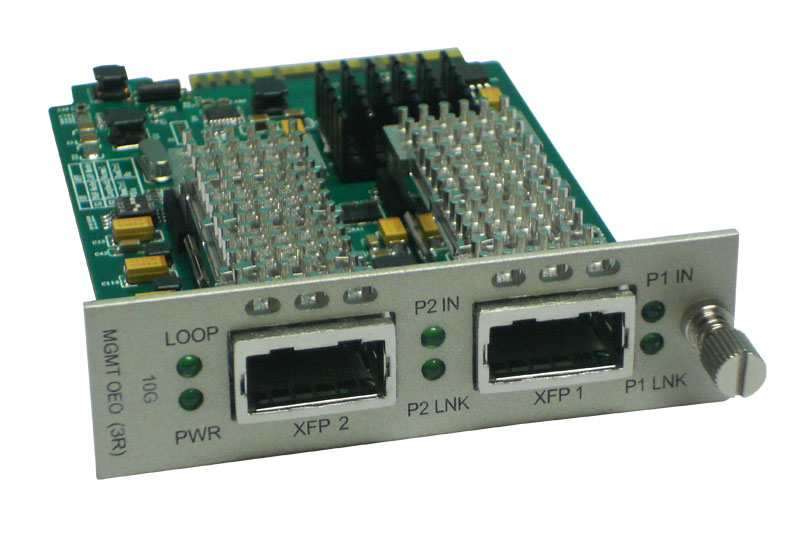 MGMT OEO (3R)
10G
LOOP
PWR
XFP 2
P2 IN
P2 LNK
XFP 1
P1 IN
P1 LNK